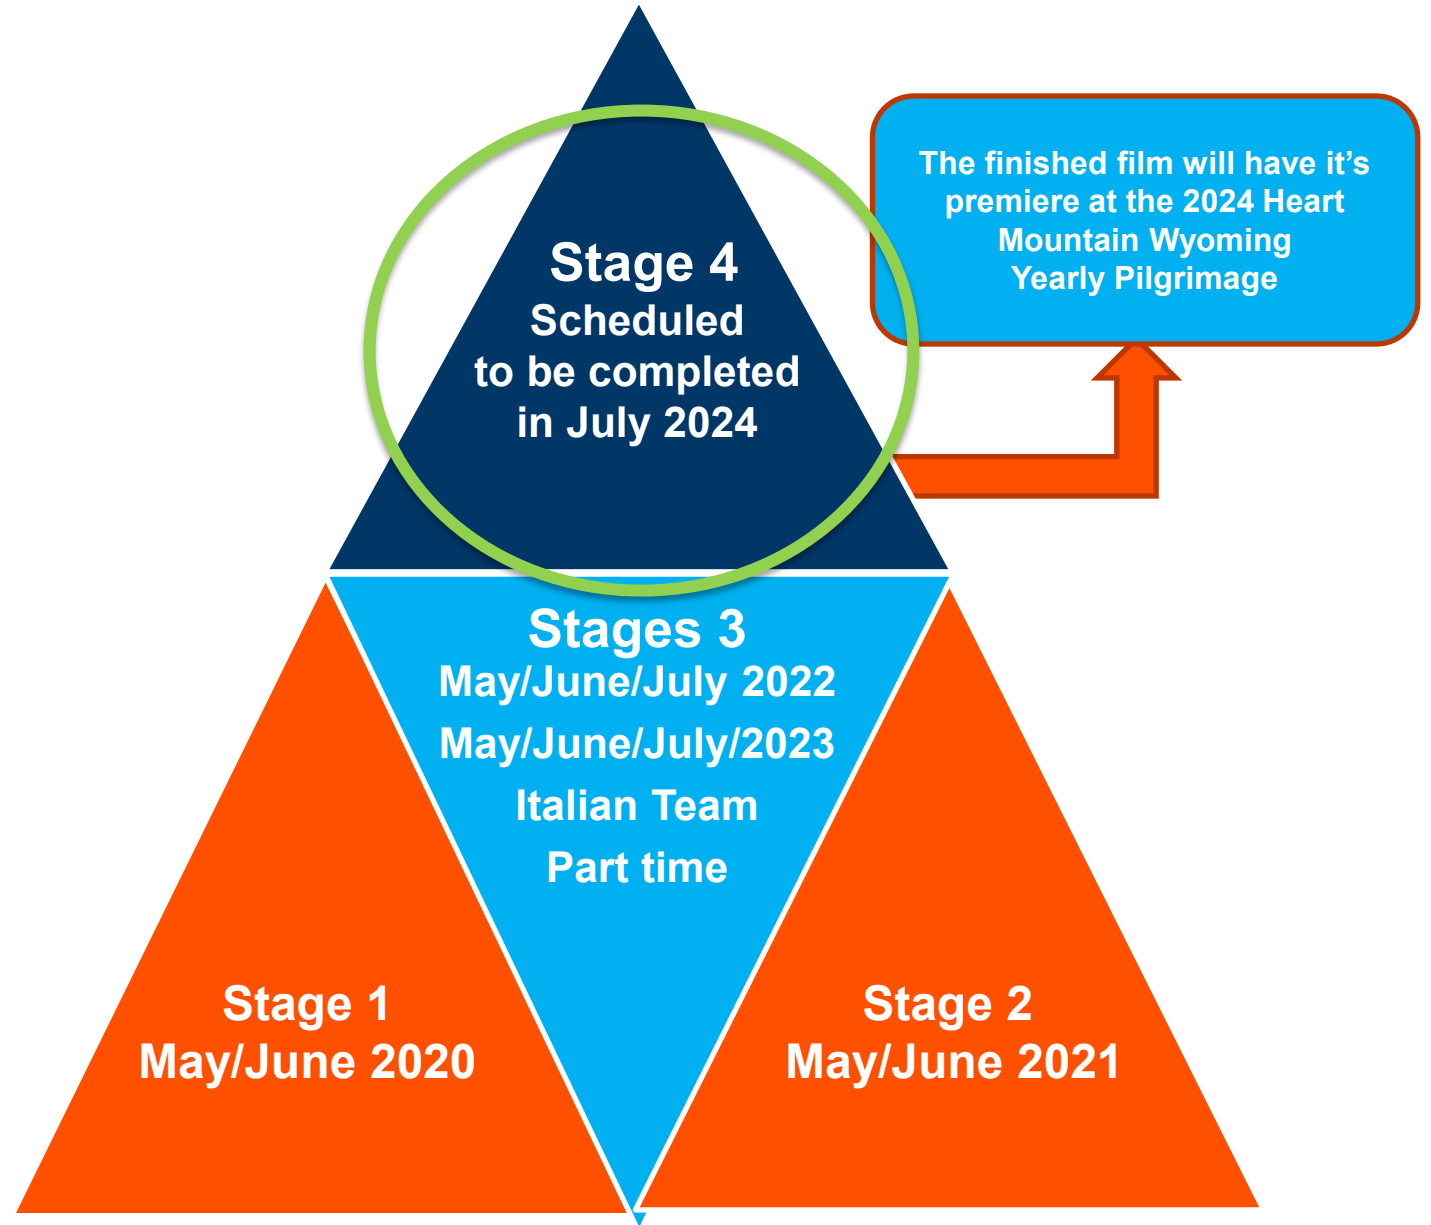 The finished film will have it’s
premiere at the 2024 Heart
Mountain Wyoming
Yearly Pilgrimage
Stage 4
Scheduled
to be completed
in July 2024
Stages 3
May/June/July 2022
May/June/July/2023
Italian Team
Part time
Stage 1
May/June 2020
Stage 2
May/June 2021